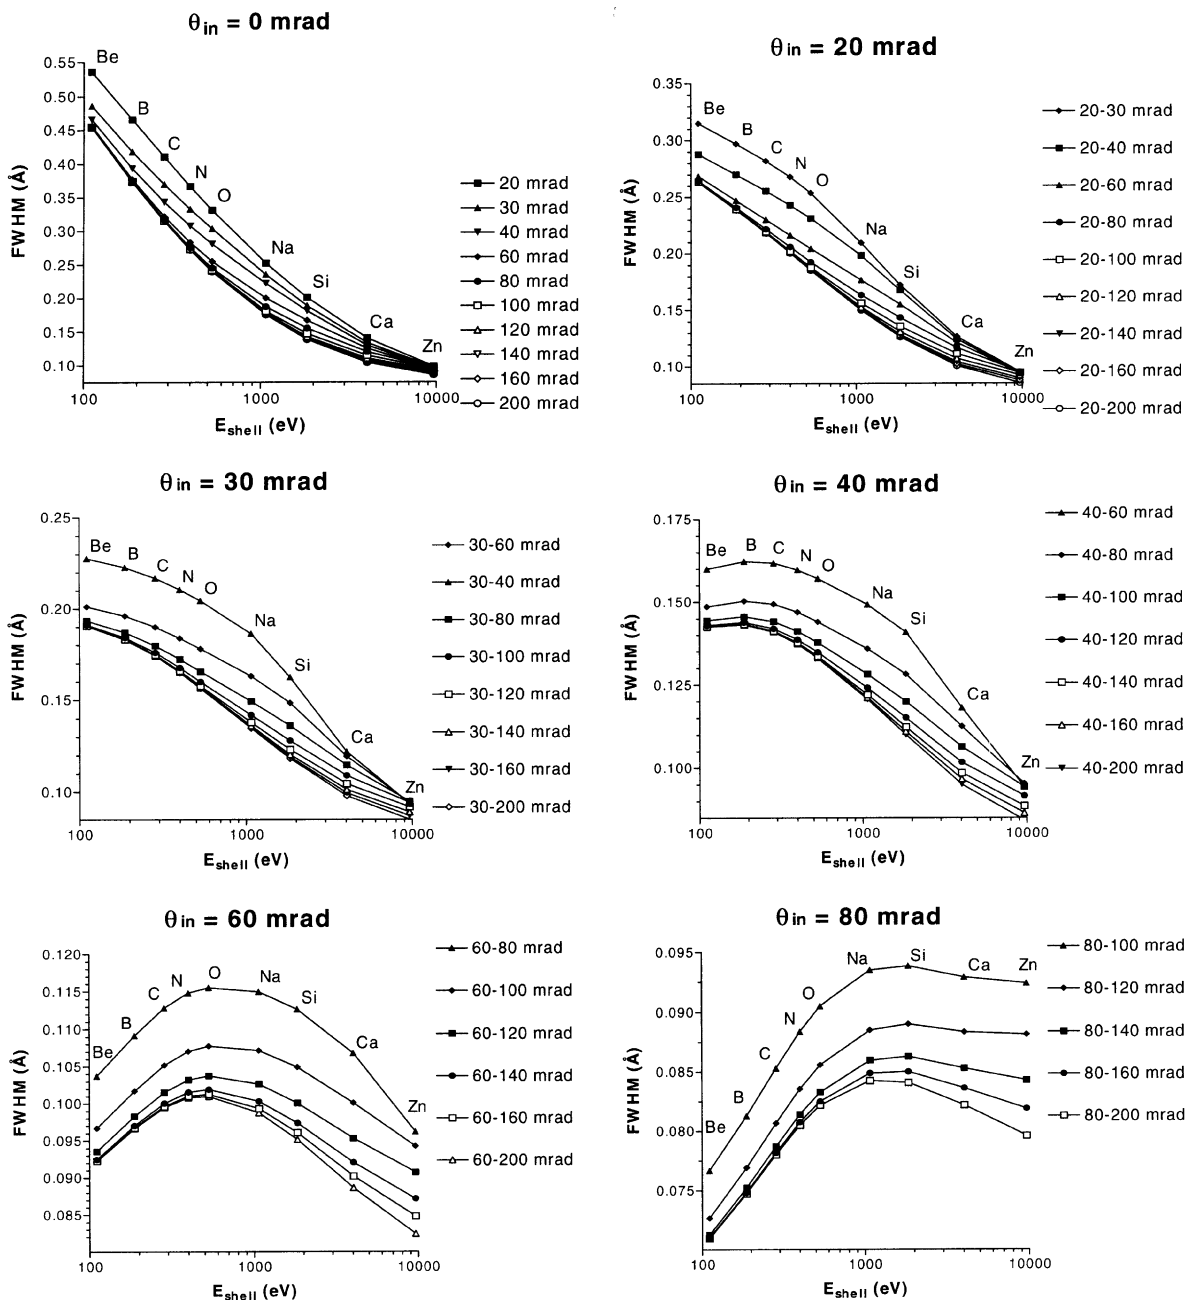 θin = 0 mrad
0.55
0.50
0.45
0.40
0.35
0.30
0.25
0.20
0.15
0.10
FWHM (Å)
Be
B
C
N
O
Na
Si
Ca
Zn
100
1000
10000
Eshell (eV)
20 mrad
30 mrad
40 mrad
60 mrad
80 mrad
100 mrad
120 mrad
140 mrad
160 mrad
200 mrad
θin = 20 mrad
0.35
0.30
0.25
0.20
0.15
0.10
FWHM (Å)
Be
B
C
N
O
Na
Si
Ca
Zn
100
1000
10000
Eshell (eV)
20-30 mrad
20-40 mrad
20-60 mrad
20-80 mrad
20-100 mrad
20-120 mrad
20-140 mrad
20-160 mrad
20-200 mrad
θin = 30 mrad
0.25
0.20
0.15
0.10
FWHM (Å)
Be
B
C
N
O
Na
Si
Ca
Zn
100
1000
10000
Eshell (eV)
30-60 mrad
30-40 mrad
30-80 mrad
30-100 mrad
30-120 mrad
30-140 mrad
30-160 mrad
30-200 mrad
θin = 40 mrad
0.175
0.150
0.125
0.100
FWHM (Å)
Be
B
C
N
O
Na
Si
Ca
Zn
100
1000
10000
Eshell (eV)
40-60 mrad
40-80 mrad
40-100 mrad
40-120 mrad
40-140 mrad
40-160 mrad
40-200 mrad
θin = 60 mrad
0.120
0.115
0.110
0.105
0.100
0.095
0.090
0.085
FWHM (Å)
Be
B
C
N
O
Na
Si
Ca
Zn
100
1000
10000
Eshell (eV)
60-80 mrad
60-100 mrad
60-120 mrad
60-140 mrad
60-160 mrad
60-200 mrad
θin = 80 mrad
0.095
0.090
0.085
0.080
0.075
FWHM (Å)
Be
B
C
N
O
Na
Si
Ca
Zn
100
1000
10000
Eshell (eV)
80-100 mrad
80-120 mrad
80-140 mrad
80-160 mrad
80-200 mrad